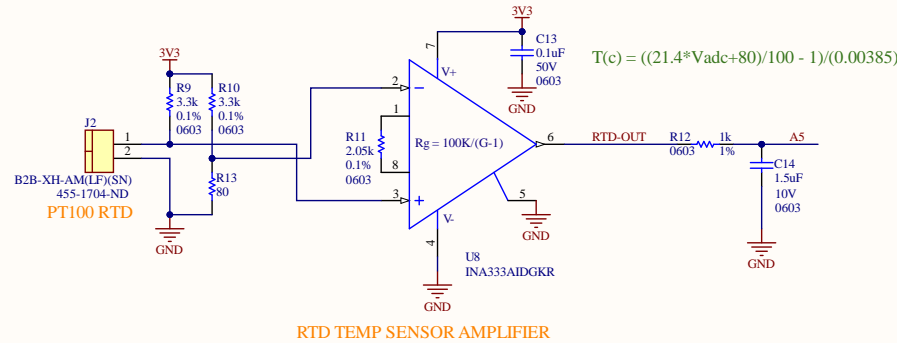 3V3
3V3
R9
3.3k
0.1%
0603
R10
3.3k
0.1%
0603
C13
0.1uF
50V
0603
GND
T(c) = ((21.4*Vadc+80)/100 - 1)/(0.00385)
J2
1
2
B2B-XH-AM(LF)(SN)
455-1704-ND
PT100 RTD
R13
80
GND
R11
2.05k
0.1%
0603
7
V+
2
1
Rg = 100K/(G-1)
8
3
V-
4
5
6
GND
GND
U8
INA333AIDGKR
RTD-OUT
R12
0603
1k
1%
A5
C14
1.5uF
10V
0603
GND
RTD TEMP SENSOR AMPLIFIER